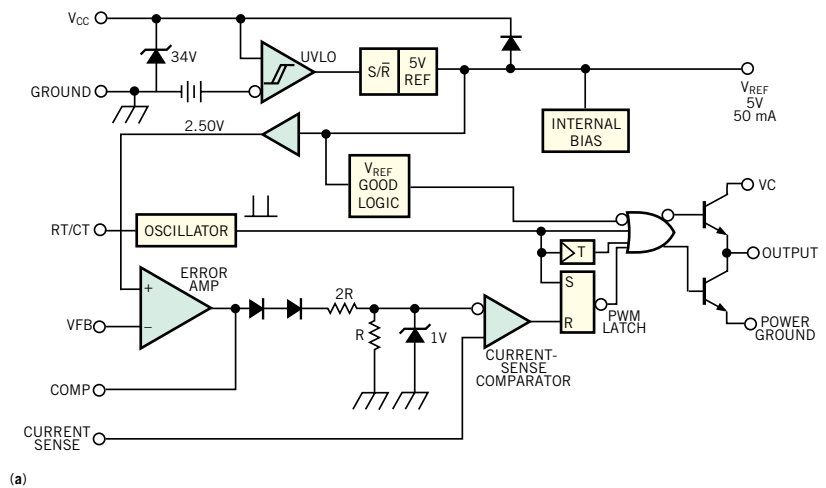 VCC
34V
UVLO
S/R̅
5V
REF
GROUND
VREF
5V
50 mA
2.50V
INTERNAL
BIAS
VREF
GOOD
LOGIC
VC
RT/CT
OSCILLATOR
T
OUTPUT
ERROR
AMP
+
−
S
R
2R
PWM
LATCH
VFB
R
1V
POWER
GROUND
CURRENT-
SENSE
COMPARATOR
COMP
CURRENT
SENSE
(a)